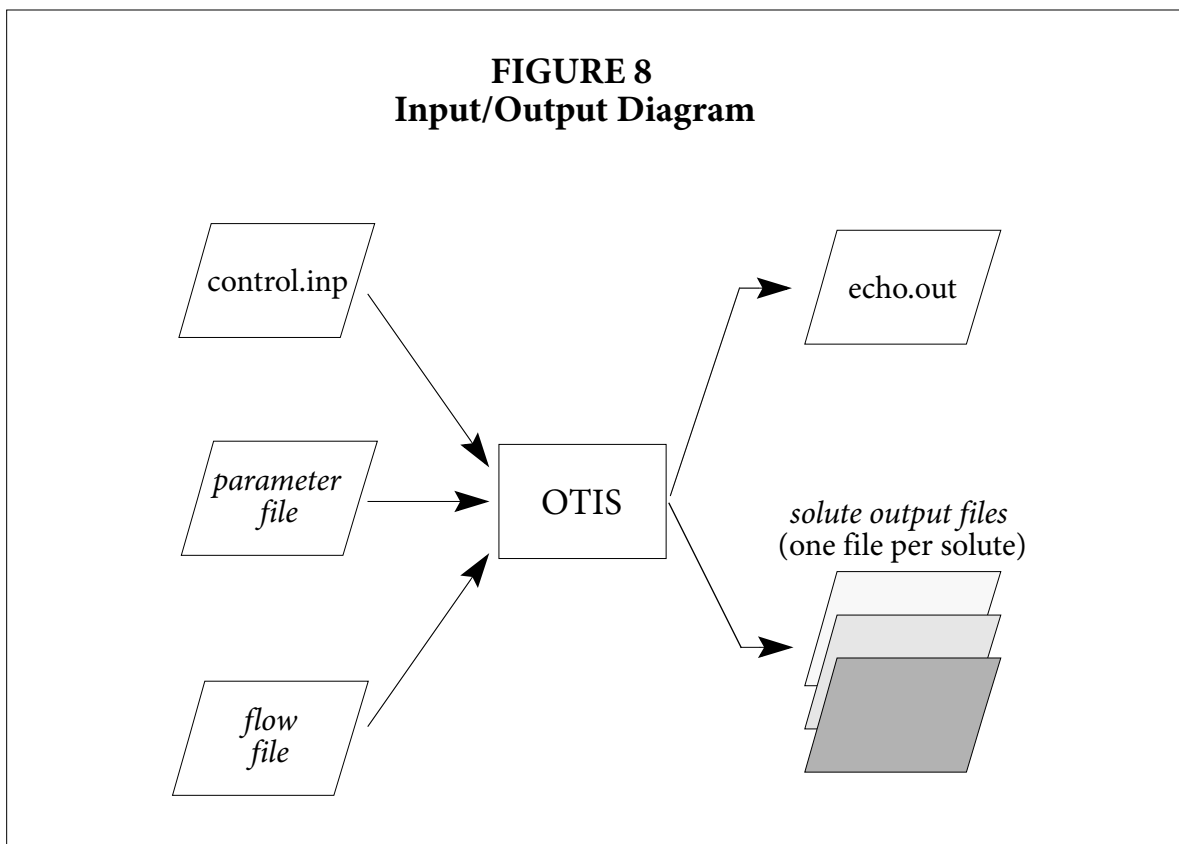 FIGURE 8
Input/Output Diagram
control.inp
parameter
file
flow
file
OTIS
echo.out
solute output files
(one file per solute)